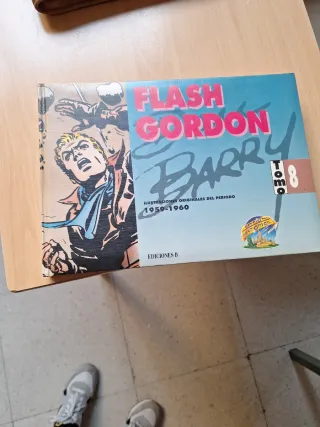 FLASH
GORDON
BARRY
TOMO
8
ILUSTRACIONES ORIGINALES DEL PERIODO
1959-1960
EDICIONES B